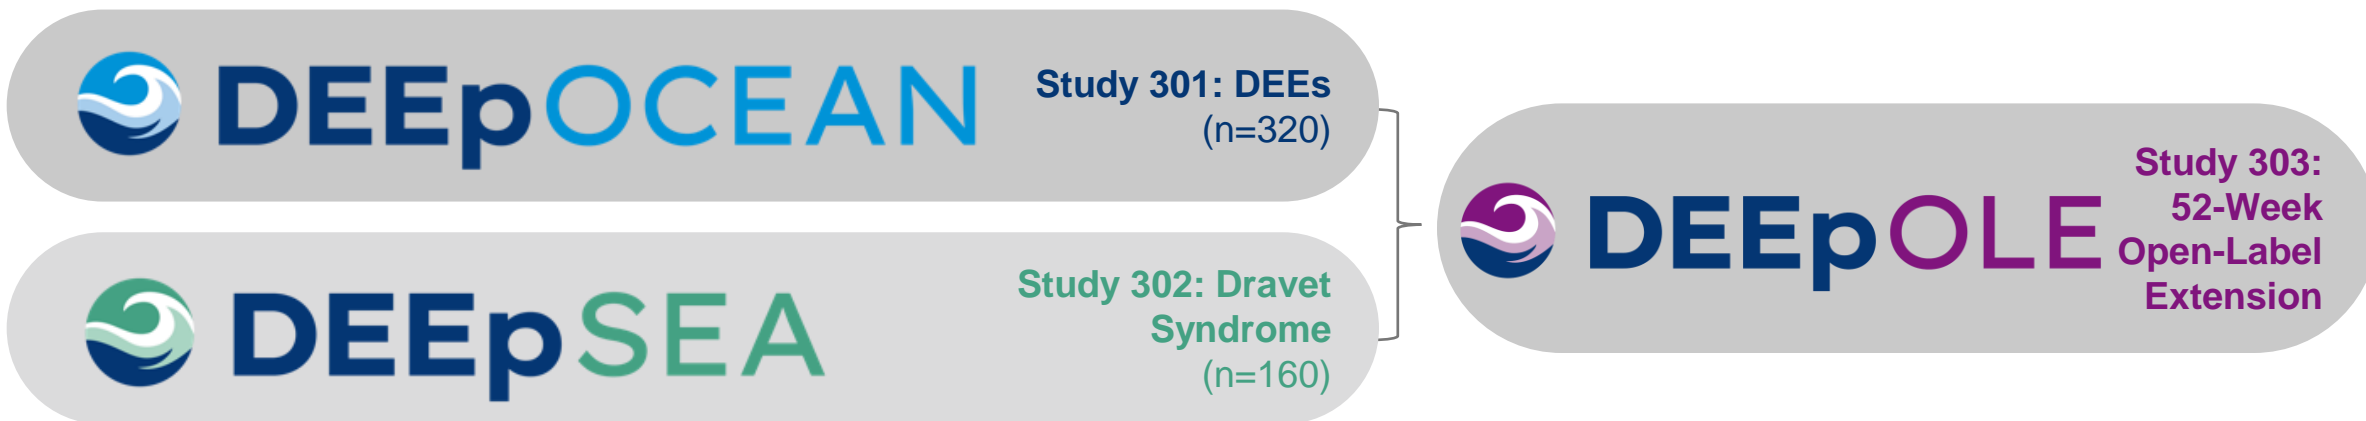 DEEpOCEAN
Study 301: DEEs
(n=320)
DEEpSEA
Study 302: Dravet
Syndrome
(n=160)
DEEpOLE
Study 303:
52-Week
Open-Label
Extension